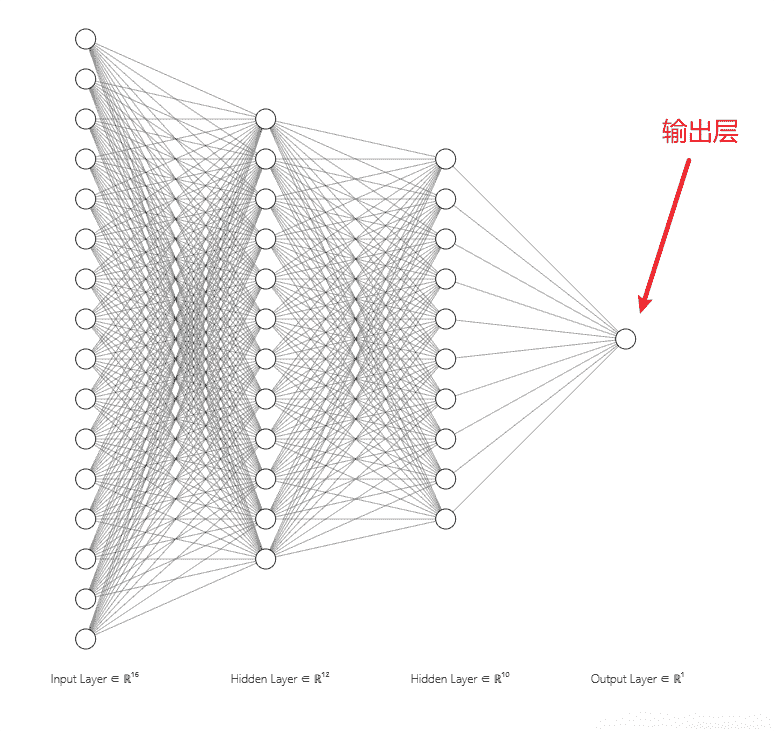 输出层
Input Layer ∈ ℝ¹⁶
Hidden Layer ∈ ℝ¹²
Hidden Layer ∈ ℝ¹⁰
Output Layer ∈ ℝ¹